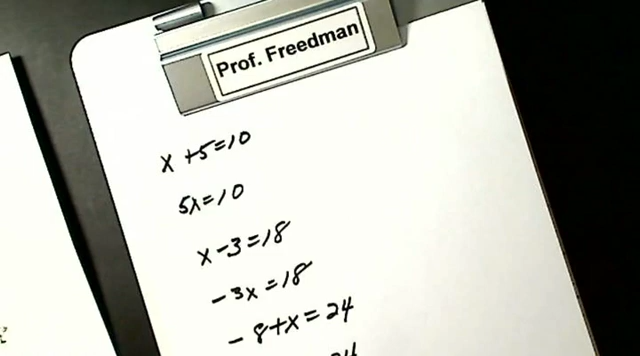 Prof. Freedman
x + 5 = 10
5x = 10
x - 3 = 18
- 3x = 18
- 8 + x = 24